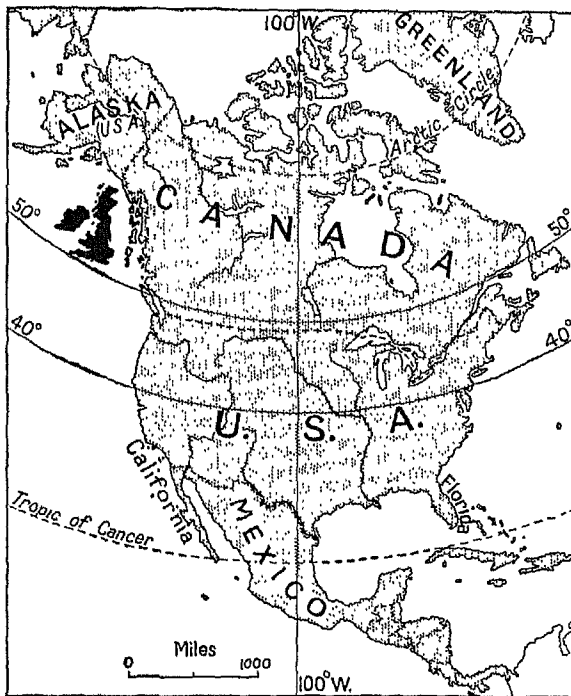 100°W.
GREENLAND
Arctic Circle
ALASKA
(U.S.A.)
CANADA
50°
50°
40°
40°
U. S. A.
California
Florida
Tropic of Cancer
MEXICO
Miles
0 1000
100°W.